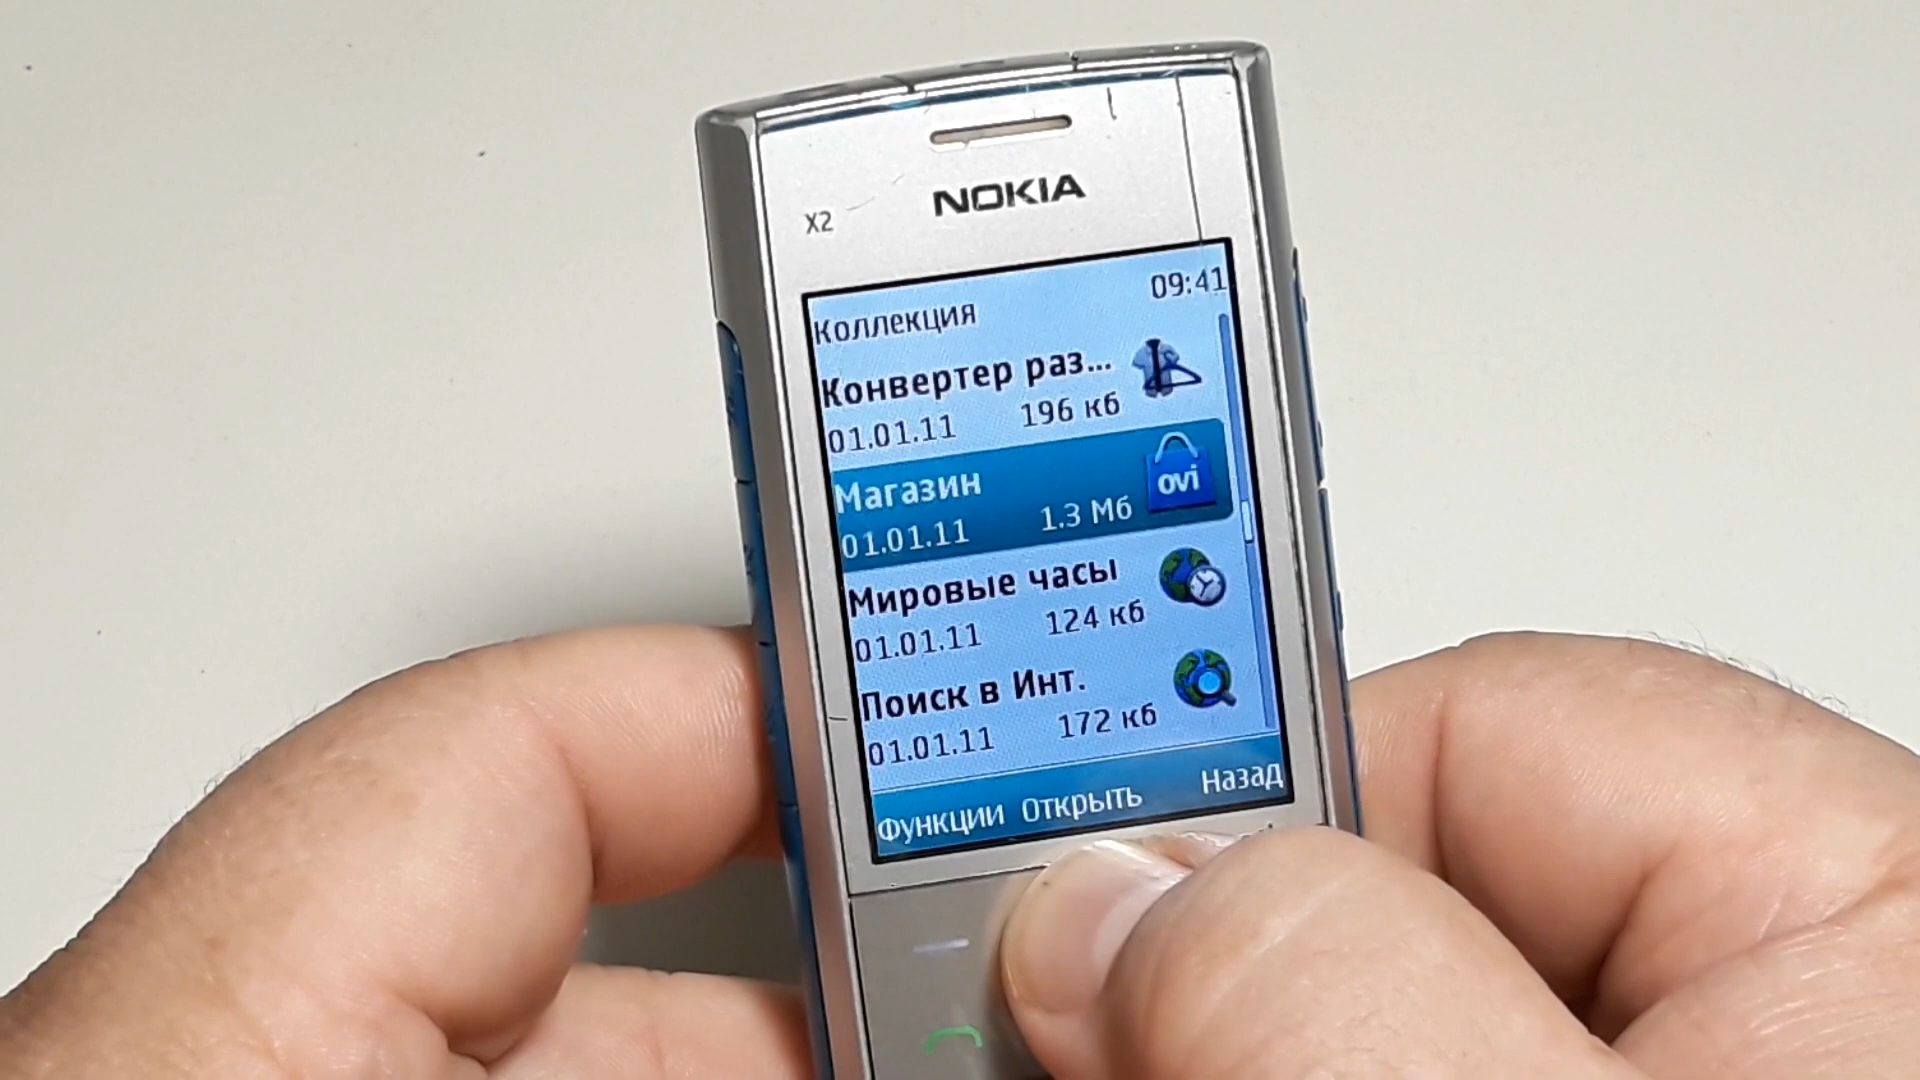 NOKIA
X2
09:41
Коллекция
Конвертер раз...
01.01.11 196 кб
Магазин
ovi
01.01.11 1.3 Мб
Мировые часы
01.01.11 124 кб
Поиск в Инт.
01.01.11 172 кб
Функции Открыть Назад